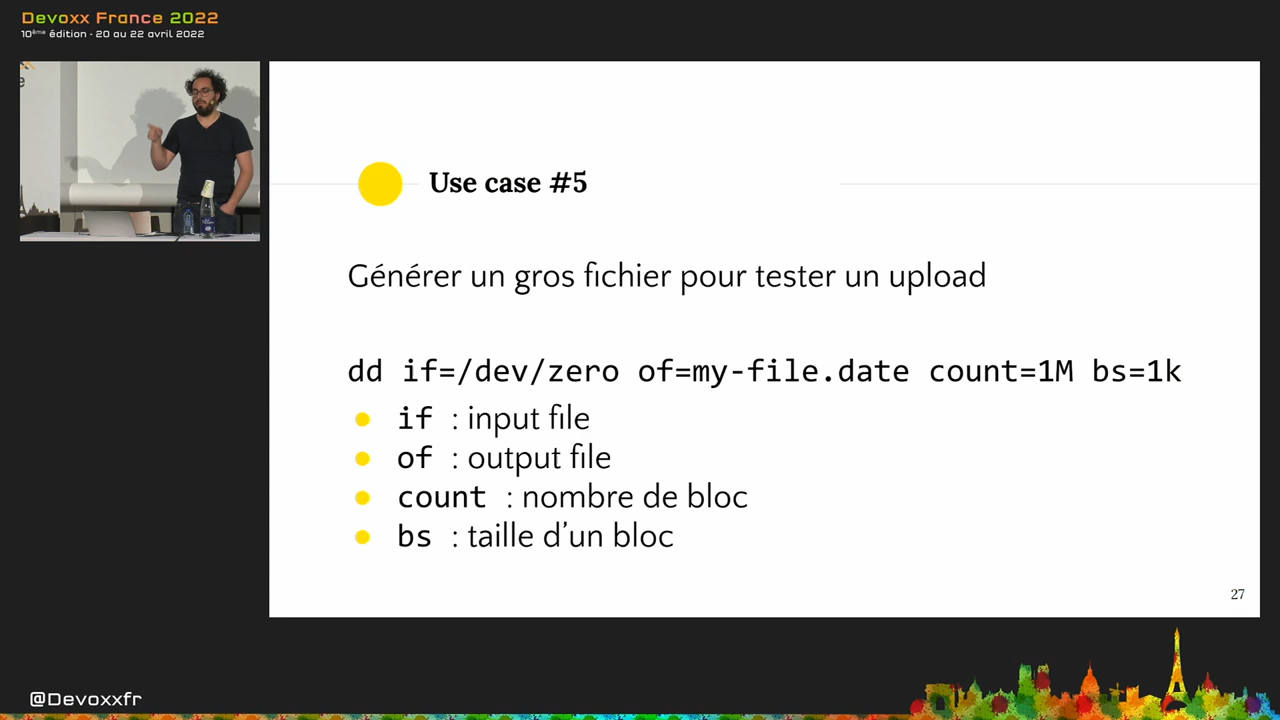 Devoxx France 2022
10ème édition - 20 au 22 avril 2022
Use case #5
Générer un gros fichier pour tester un upload
dd if=/dev/zero of=my-file.date count=1M bs=1k
if : input file
of : output file
count : nombre de bloc
bs : taille d’un bloc
27
@Devoxxfr